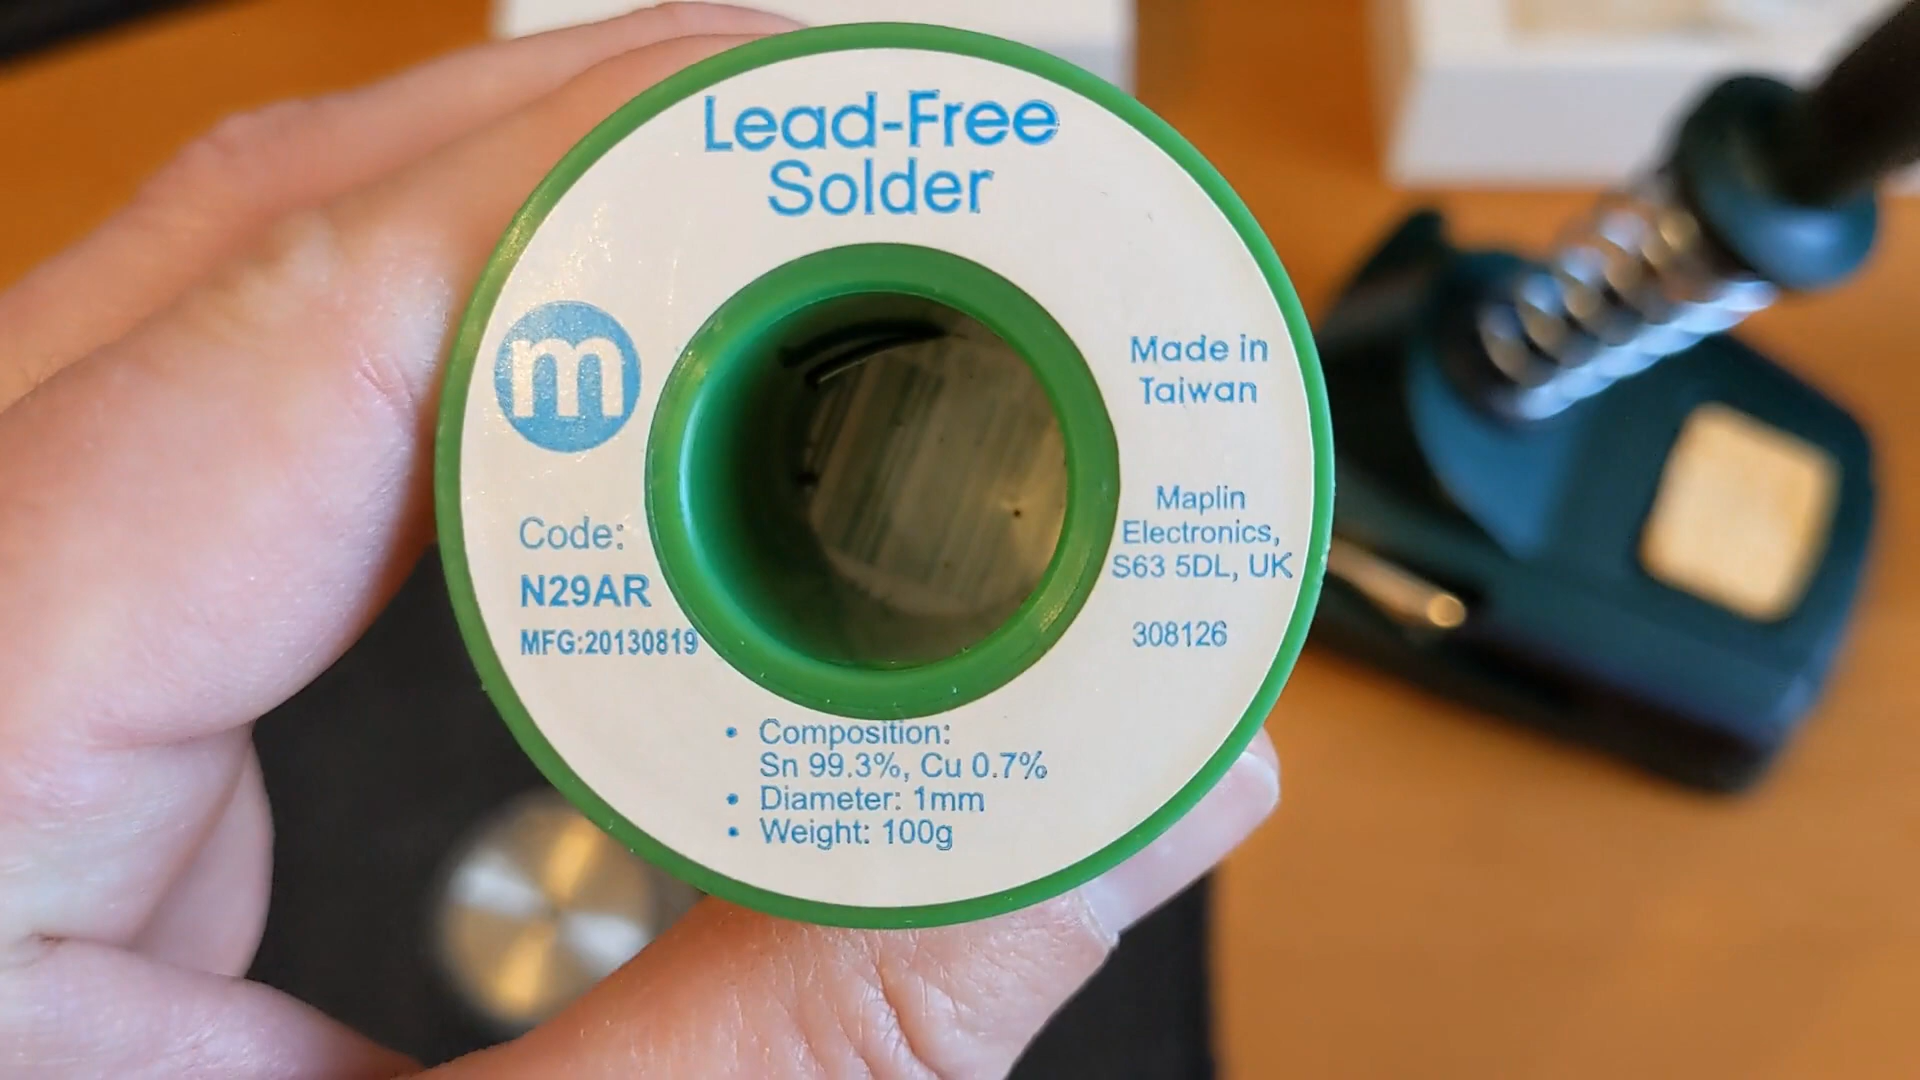 Lead-Free
Solder
m
Made in
Taiwan
Code:
N29AR
MFG:20130819
Maplin
Electronics,
S63 5DL, UK
308126
• Composition:
Sn 99.3%, Cu 0.7%
• Diameter: 1mm
• Weight: 100g